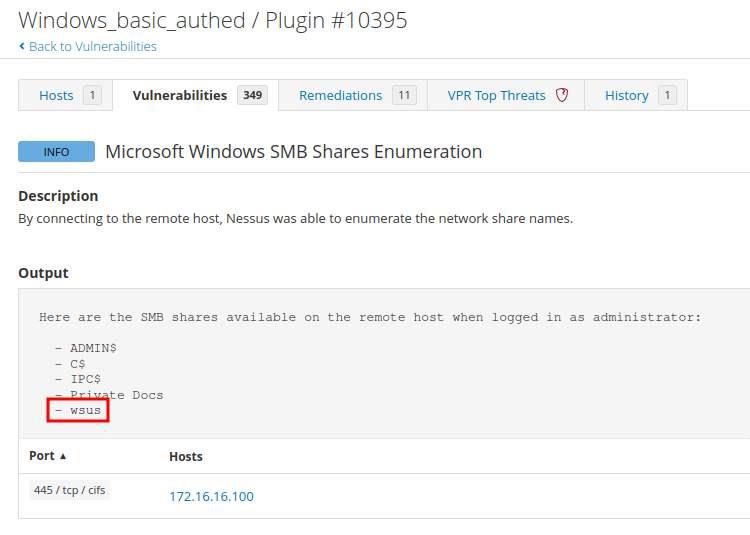 Windows_basic_authed / Plugin #10395
Back to Vulnerabilities
Hosts 1 Vulnerabilities 349 Remediations 11 VPR Top Threats History 1
INFO Microsoft Windows SMB Shares Enumeration
Description
By connecting to the remote host, Nessus was able to enumerate the network share names.
Output
Here are the SMB shares available on the remote host when logged in as administrator:
- ADMIN$
- C$
- IPC$
- Private Docs
- wsus
Port ▲ Hosts
445 / tcp / cifs 172.16.16.100